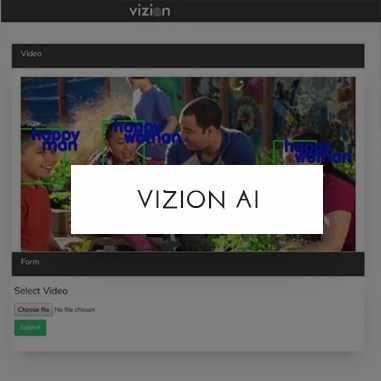 vizion
Video
happy
man
happy
woman
happy
woman
VIZION AI
Form
Select Video
Choose file No file chosen
Submit